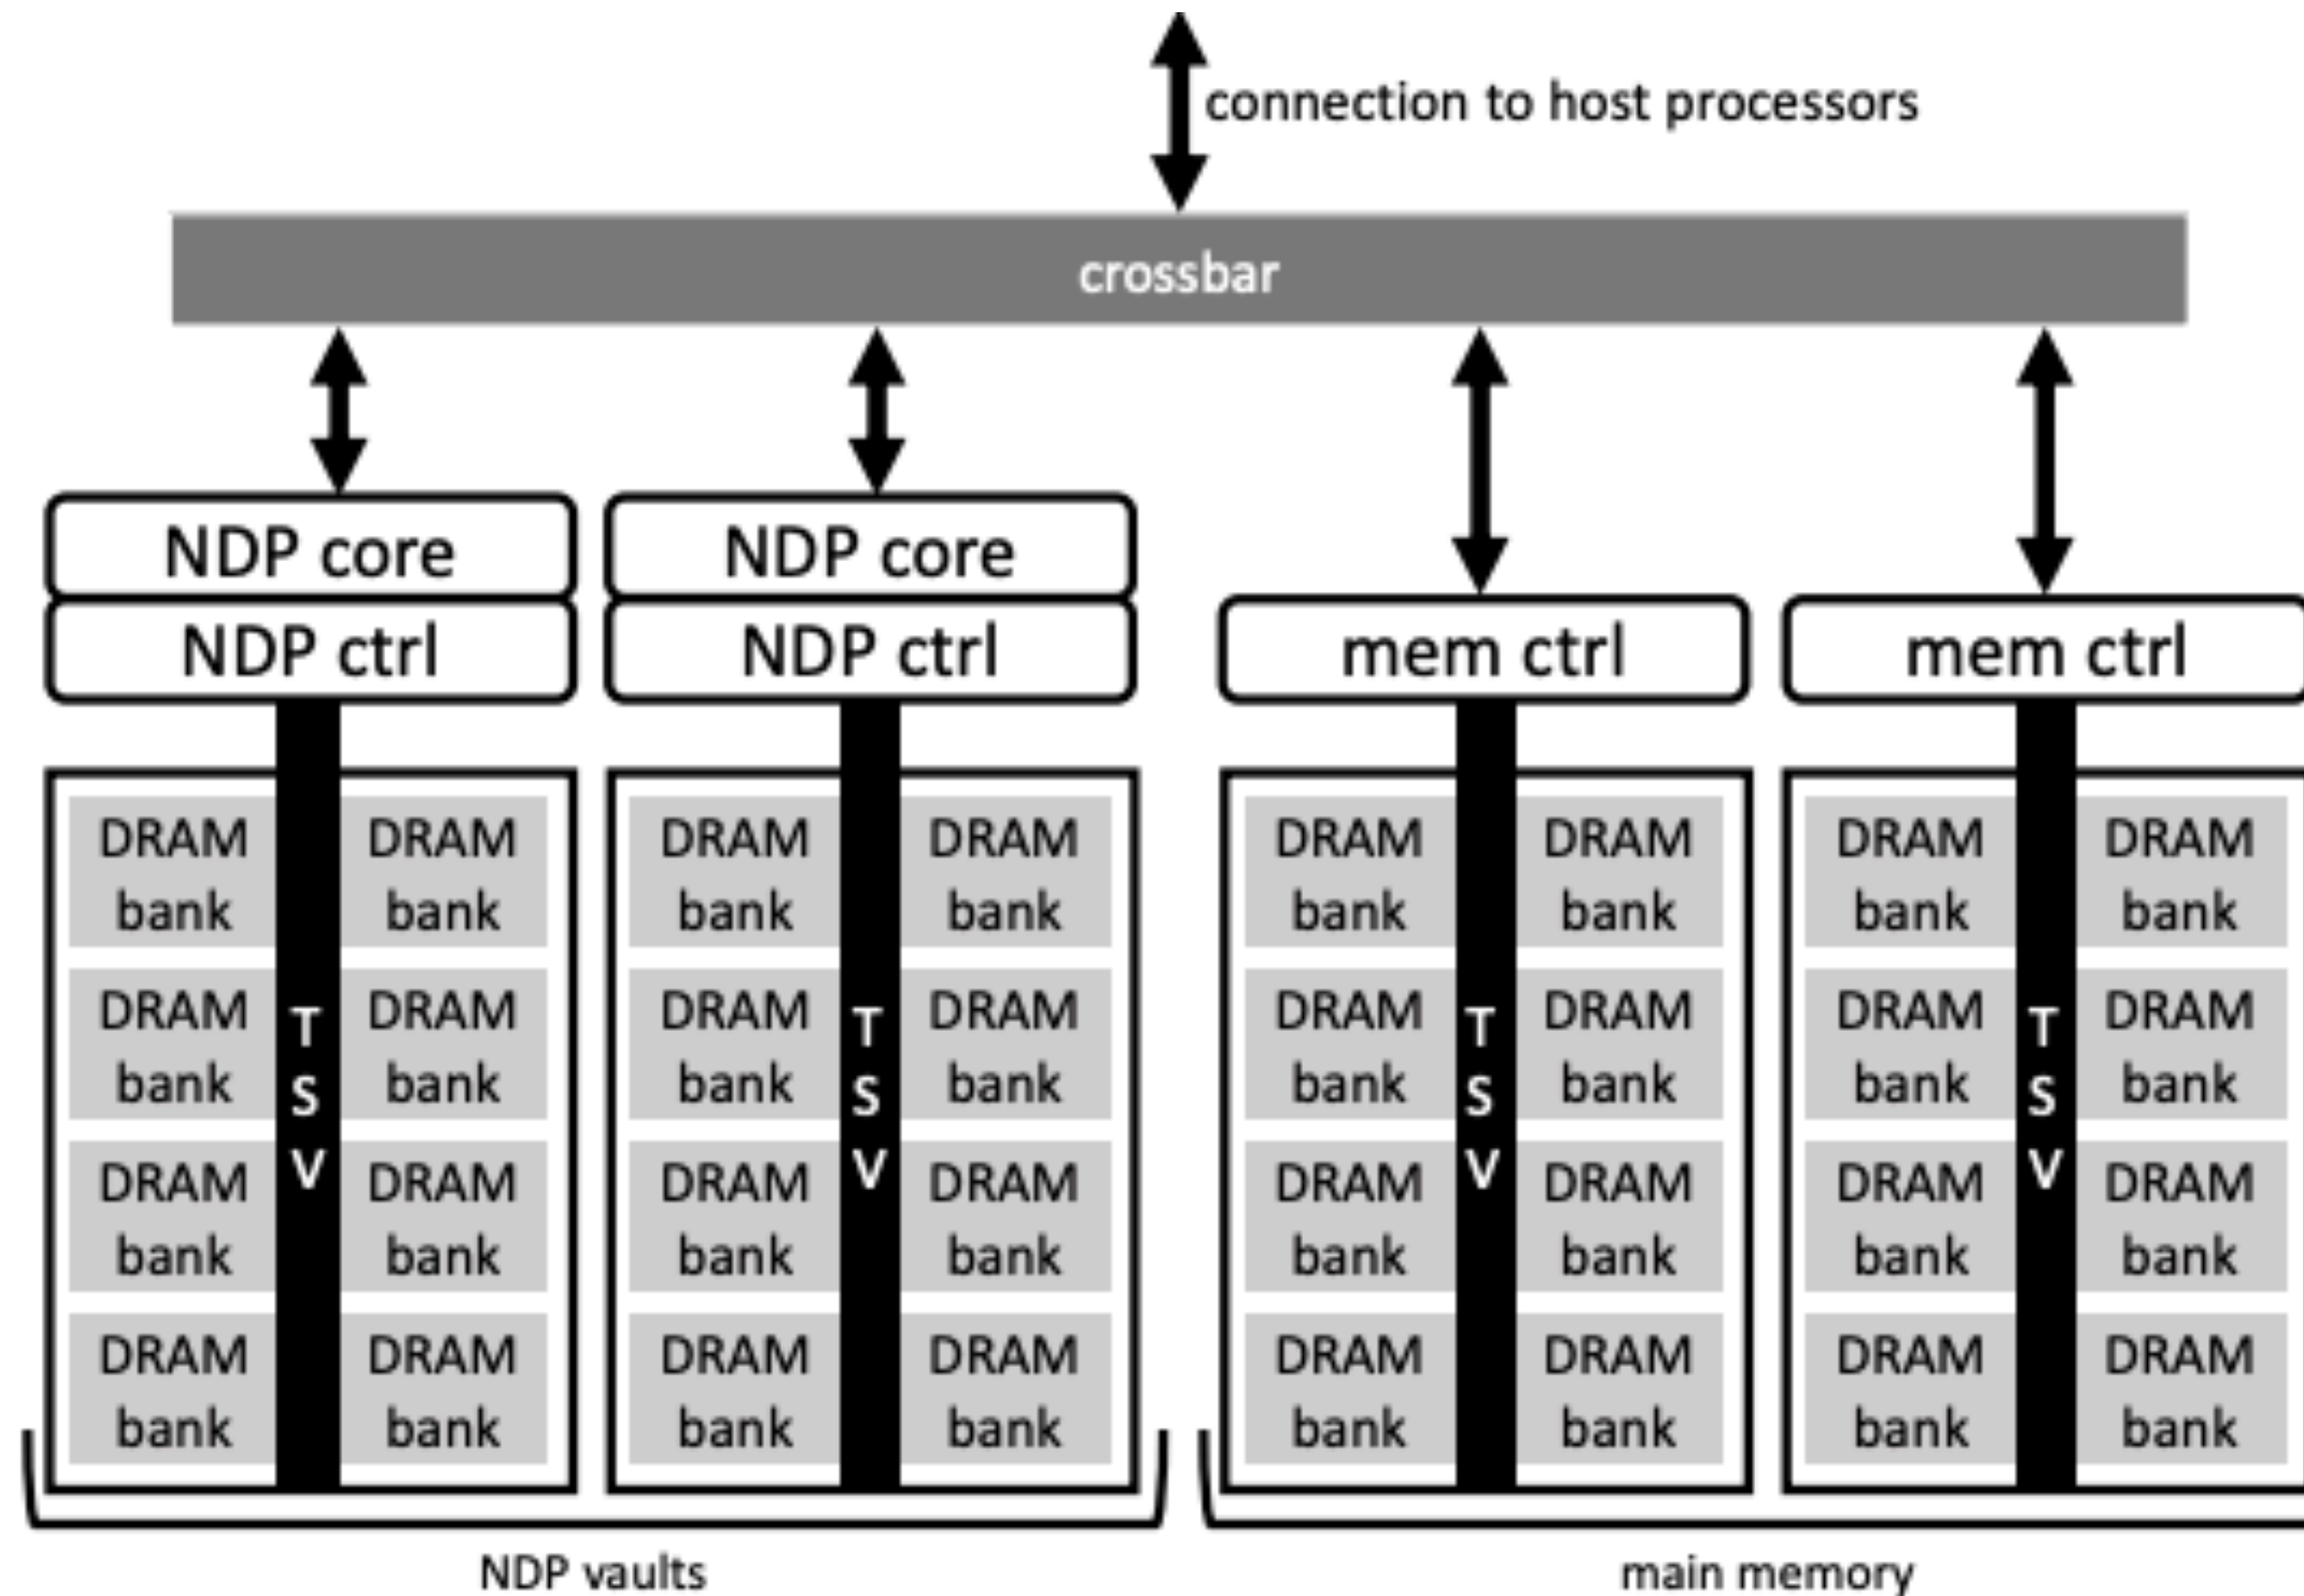 connection to host processors
crossbar
NDP core NDP core
NDP ctrl NDP ctrl mem ctrl mem ctrl
DRAM DRAM DRAM DRAM DRAM DRAM DRAM DRAM
bank bank bank bank bank bank bank bank
DRAM T DRAM DRAM T DRAM DRAM T DRAM DRAM T DRAM
bank S bank bank S bank bank S bank bank S bank
DRAM V DRAM DRAM V DRAM DRAM V DRAM DRAM V DRAM
bank bank bank bank bank bank bank bank
DRAM DRAM DRAM DRAM DRAM DRAM DRAM DRAM
bank bank bank bank bank bank bank bank
NDP vaults main memory